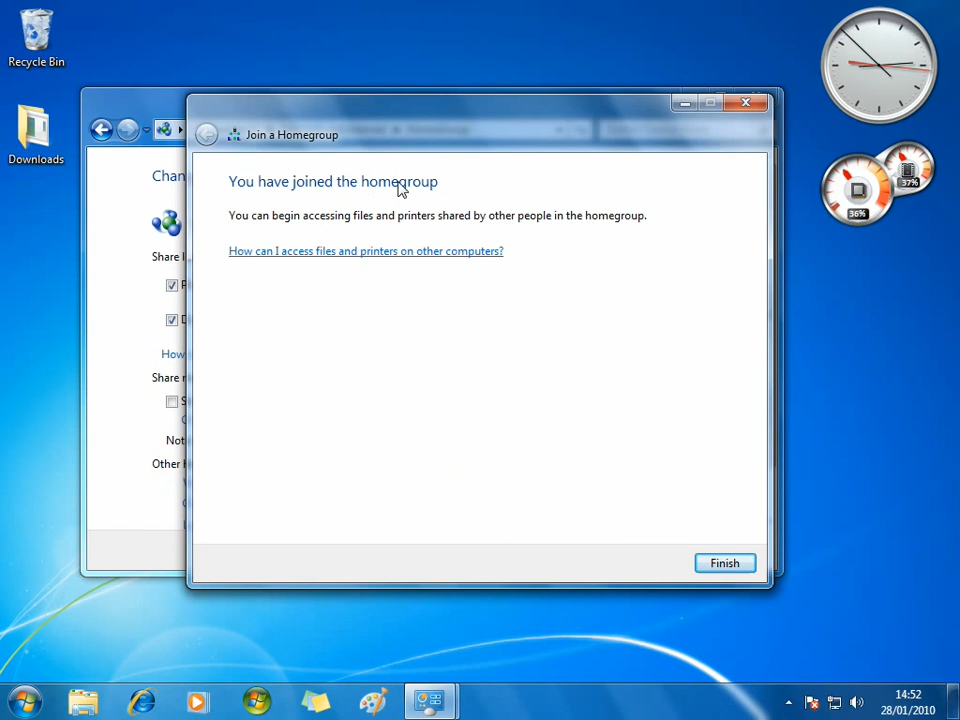 Recycle Bin
Downloads
36%
37%
Chan
Share l
How
Share
Not
Other
Join a Homegroup
You have joined the homegroup
You can begin accessing files and printers shared by other people in the homegroup.
How can I access files and printers on other computers?
Finish
14:52
28/01/2010